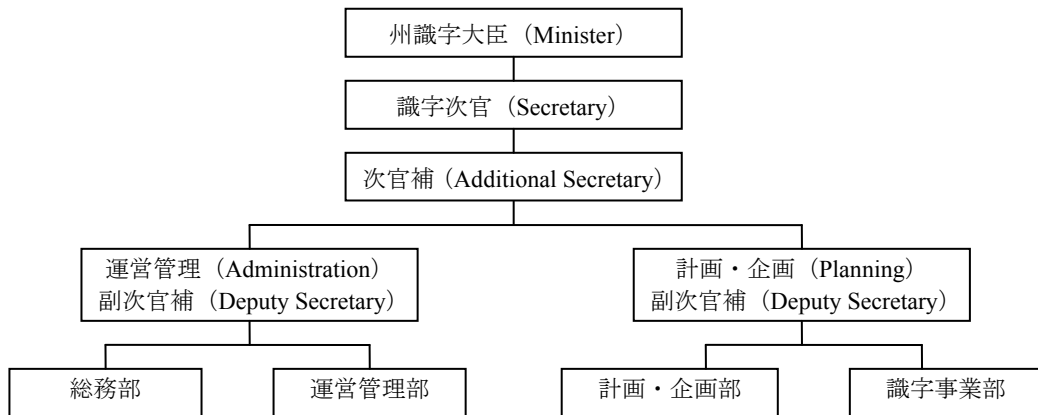 州識字大臣（Minister）
識字次官（Secretary）
次官補（Additional Secretary）
運営管理（Administration）
副次官補（Deputy Secretary）
計画・企画（Planning）
副次官補（Deputy Secretary）
総務部
運営管理部
計画・企画部
識字事業部